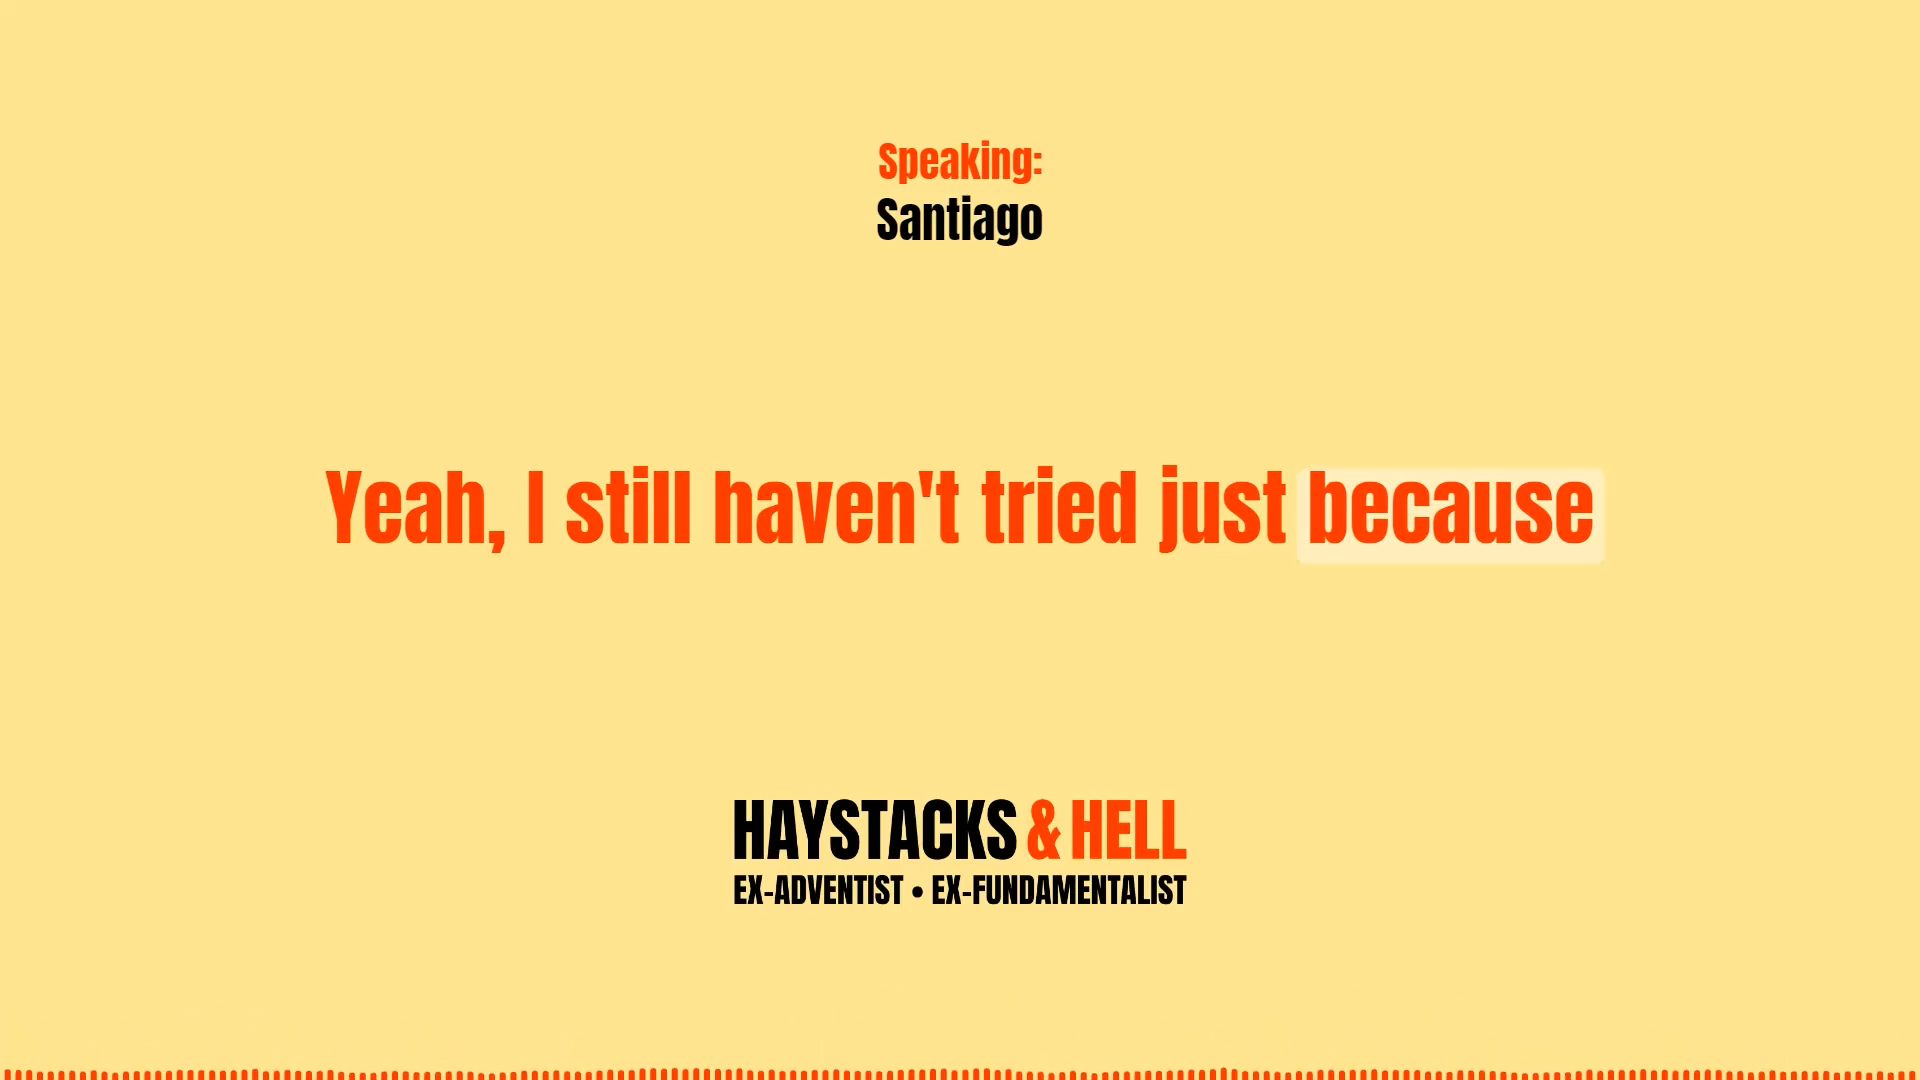 Speaking:
Santiago
Yeah, I still haven't tried just because
HAYSTACKS & HELL
EX-ADVENTIST • EX-FUNDAMENTALIST